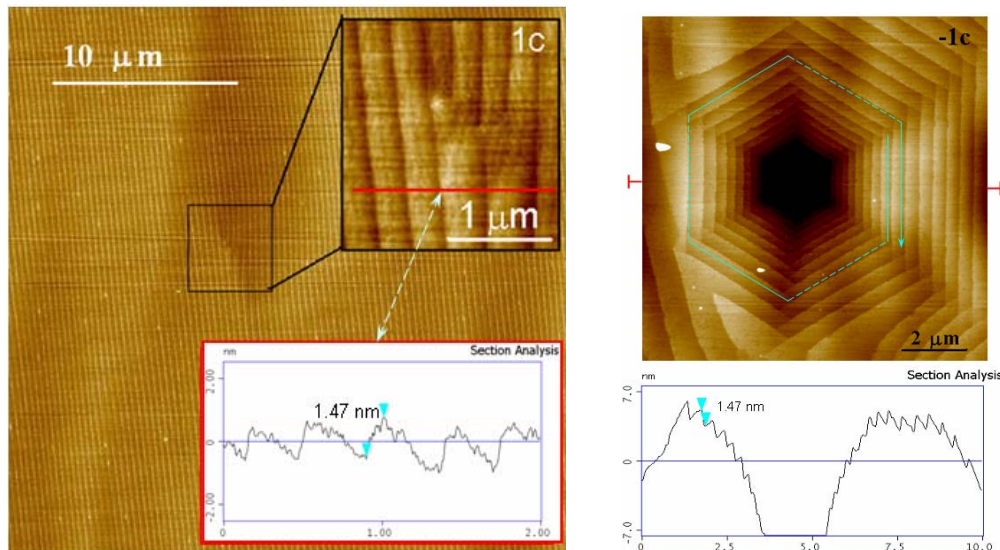 10 μm
1c
1 μm
Section Analysis
nm
2.00
1.47 nm
0
-2.00
0
1.00
2.00
-1c
2 μm
nm
Section Analysis
7.0
1.47 nm
0
-7.0
0
2.5
5.0
7.5
10.0